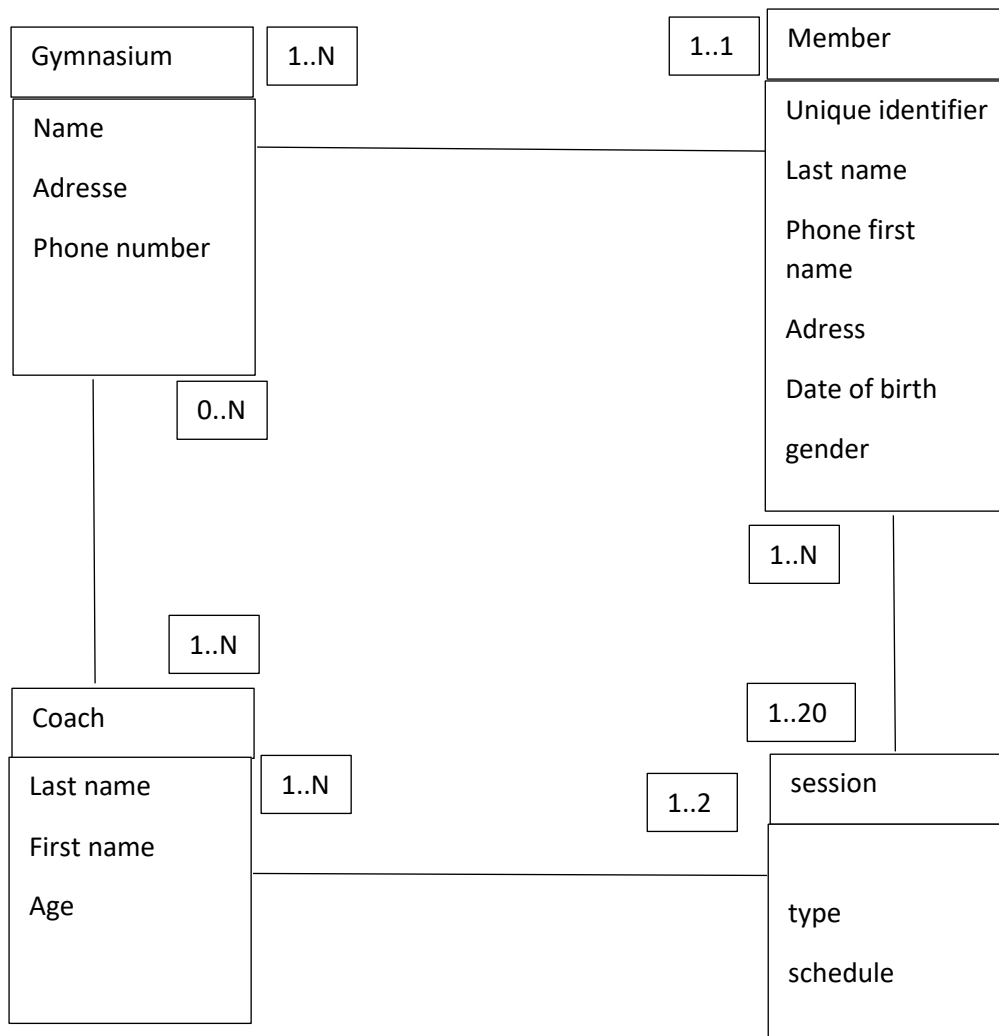 Gymnasium
1..N
1..1
Member
Name
Adresse
Phone number
Unique identifier
Last name
Phone first
name
Adress
Date of birth
gender
0..N
1..N
1..N
1..20
Coach
1..N
1..2
session
Last name
First name
Age
type
schedule